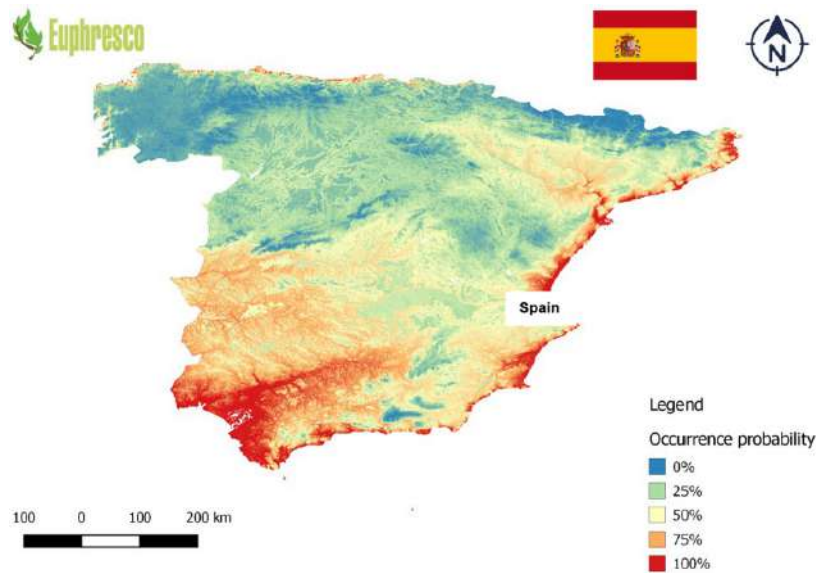 Euphresco
N
Spain
Legend
Occurrence probability
0%
25%
50%
75%
100%
100 0 100 200 km